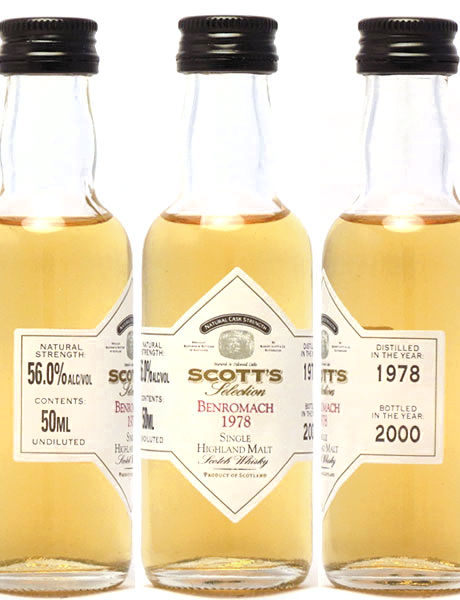 NATURAL
STRENGTH:
56.0%ALC/VOL
CONTENTS:
50ML
UNDILUTED
NATURAL CASK STRENGTH
SCOTT'S
Selection
BENROMACH
1978
SINGLE
HIGHLAND MALT
Scotch Whisky
PRODUCT OF SCOTLAND
DISTILLED
IN THE YEAR:
1978
BOTTLED
IN THE YEAR:
2000